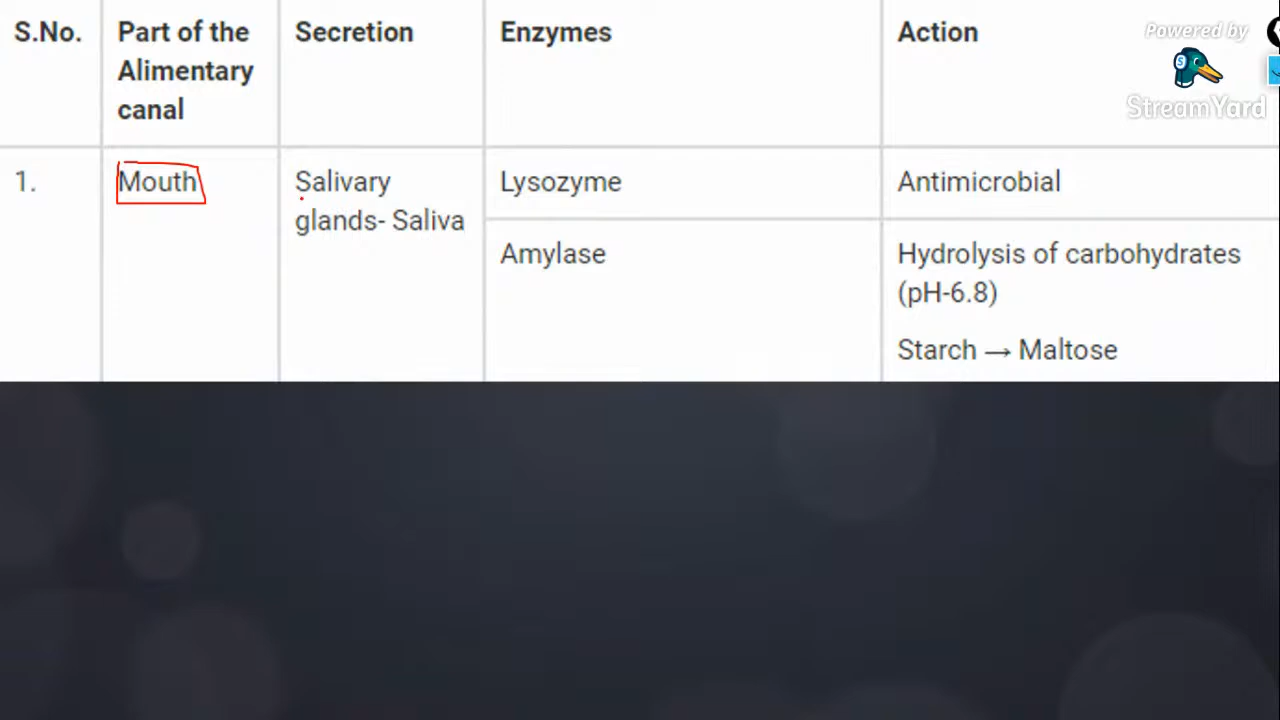 S.No.
Part of the
Alimentary
canal
Secretion
Enzymes
Action
Powered by
StreamYard
1.
Mouth
Salivary
glands- Saliva
Lysozyme
Antimicrobial
Amylase
Hydrolysis of carbohydrates
(pH-6.8)
Starch → Maltose